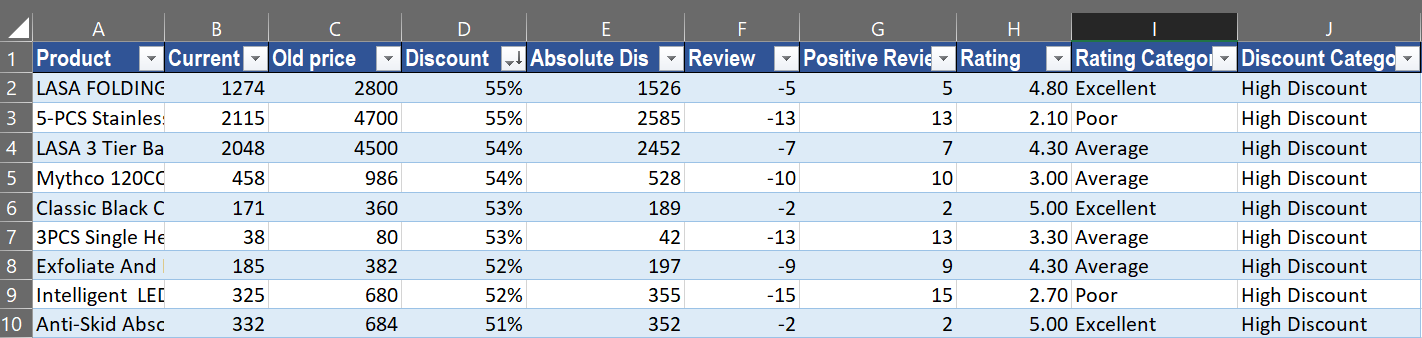 A B C D E F G H I J
1 Product Current Old price Discount Absolute Dis Review Positive Revie Rating Rating Categor Discount Catego
2 LASA FOLDING 1274 2800 55% 1526 -5 5 4.80 Excellent High Discount
3 5-PCS Stainles 2115 4700 55% 2585 -13 13 2.10 Poor High Discount
4 LASA 3 Tier Ba 2048 4500 54% 2452 -7 7 4.30 Average High Discount
5 Mythco 120CC 458 986 54% 528 -10 10 3.00 Average High Discount
6 Classic Black C 171 360 53% 189 -2 2 5.00 Excellent High Discount
7 3PCS Single He 38 80 53% 42 -13 13 3.30 Average High Discount
8 Exfoliate And 185 382 52% 197 -9 9 4.30 Average High Discount
9 Intelligent LED 325 680 52% 355 -15 15 2.70 Poor High Discount
10 Anti-Skid Abso 332 684 51% 352 -2 2 5.00 Excellent High Discount